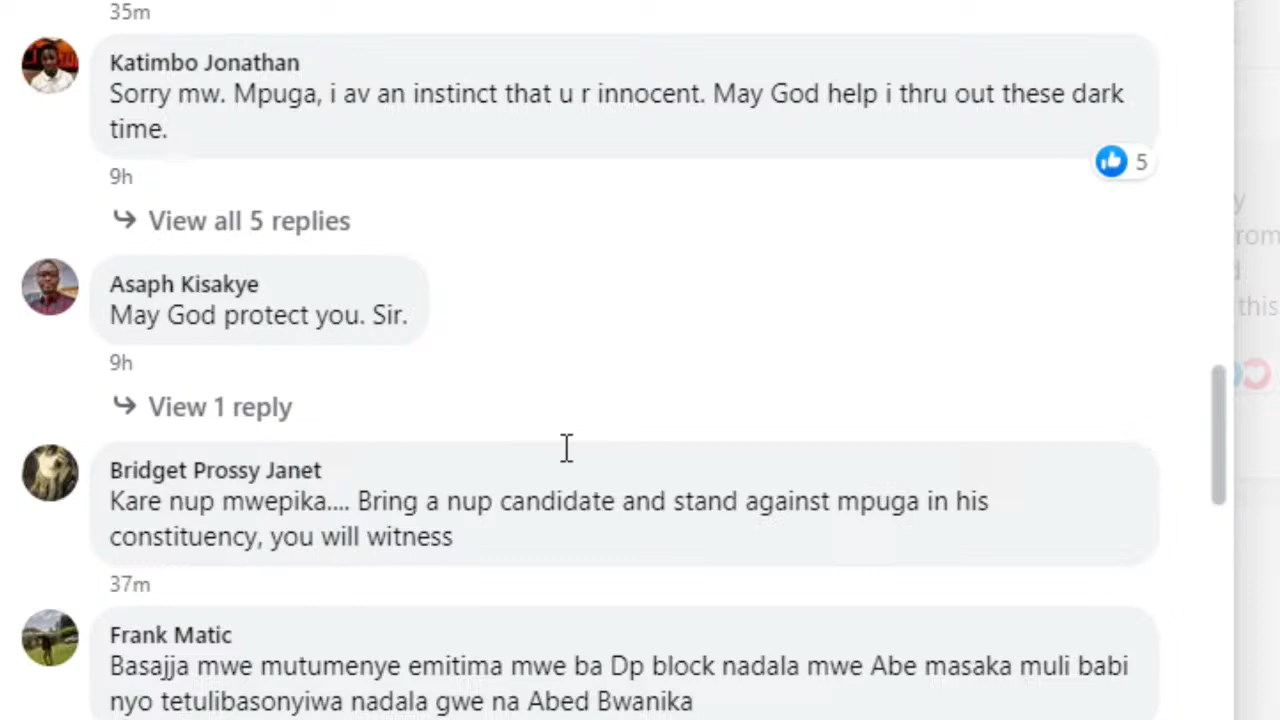 35m
Katimbo Jonathan
Sorry mw. Mpuga, i av an instinct that u r innocent. May God help i thru out these dark
time.
5
9h
View all 5 replies
Asaph Kisakye
May God protect you. Sir.
9h
View 1 reply
Bridget Prossy Janet
Kare nup mwepika.... Bring a nup candidate and stand against mpuga in his
constituency, you will witness
37m
Frank Matic
Basajja mwe mutumenye emitima mwe ba Dp block nadala mwe Abe masaka muli babi
nyo tetulibasonyiwa nadala gwe na Abed Bwanika
this